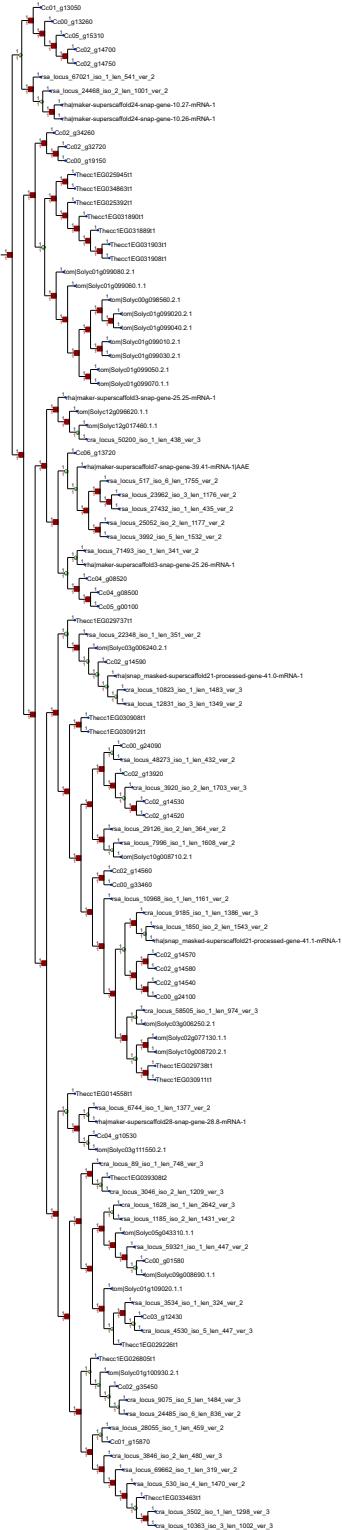 Cc01_g13050
Cc00_g13260
Cc05_g15310
Cc02_g14700
Cc02_g14750
rsa_locus_67021_iso_1_len_541_ver_2
rsa_locus_24468_iso_2_len_1001_ver_2
rha|maker-superscaffold24-snap-gene-10.27-mRNA-1
rha|maker-superscaffold24-snap-gene-10.26-mRNA-1
Cc02_g34260
Cc02_g32720
Cc00_g19150
Thecc1EG025945t1
Thecc1EG034863t1
Thecc1EG025392t1
Thecc1EG031890t1
Thecc1EG031889t1
Thecc1EG031903t1
Thecc1EG031908t1
tom|Solyc01g099080.2.1
tom|Solyc01g099060.1.1
tom|Solyc00g098560.2.1
tom|Solyc01g099020.2.1
tom|Solyc01g099040.2.1
tom|Solyc01g099010.2.1
tom|Solyc01g099030.2.1
tom|Solyc01g099050.2.1
tom|Solyc01g099070.1.1
rha|maker-superscaffold3-snap-gene-25.25-mRNA-1
tom|Solyc12g096620.1.1
tom|Solyc12g017460.1.1
cra_locus_50200_iso_1_len_438_ver_3
Cc06_g13720
rha|maker-superscaffold7-snap-gene-39.41-mRNA-1|AAE
rsa_locus_517_iso_6_len_1755_ver_2
rsa_locus_23962_iso_3_len_1176_ver_2
rsa_locus_27432_iso_1_len_435_ver_2
rsa_locus_25052_iso_2_len_1177_ver_2
rsa_locus_3992_iso_5_len_1532_ver_2
rsa_locus_71493_iso_1_len_341_ver_2
rha|maker-superscaffold3-snap-gene-25.26-mRNA-1
Cc04_g08520
Cc04_g08500
Cc05_g00100
Thecc1EG029737t1
rsa_locus_22348_iso_1_len_351_ver_2
tom|Solyc03g006240.2.1
Cc02_g14590
rha|snap_masked-superscaffold21-processed-gene-41.0-mRNA-1
cra_locus_10823_iso_1_len_1483_ver_3
rsa_locus_12831_iso_3_len_1349_ver_2
Thecc1EG030908t1
Thecc1EG030912t1
Cc00_g24090
rsa_locus_48273_iso_1_len_432_ver_2
Cc02_g13920
cra_locus_3920_iso_2_len_1703_ver_3
Cc02_g14530
Cc02_g14520
rsa_locus_29126_iso_2_len_364_ver_2
rsa_locus_7996_iso_1_len_1608_ver_2
tom|Solyc10g008710.2.1
Cc02_g14560
Cc00_g33460
rsa_locus_10968_iso_1_len_1161_ver_2
cra_locus_9185_iso_1_len_1386_ver_3
rsa_locus_1850_iso_2_len_1543_ver_2
rha|snap_masked-superscaffold21-processed-gene-41.1-mRNA-1
Cc02_g14570
Cc02_g14580
Cc02_g14540
Cc00_g24100
cra_locus_58505_iso_1_len_974_ver_3
tom|Solyc03g006250.2.1
tom|Solyc02g077130.1.1
tom|Solyc10g008720.2.1
Thecc1EG029738t1
Thecc1EG030911t1
Thecc1EG014558t1
rsa_locus_6744_iso_1_len_1377_ver_2
rha|maker-superscaffold28-snap-gene-28.8-mRNA-1
Cc04_g10530
tom|Solyc03g111550.2.1
cra_locus_89_iso_1_len_748_ver_3
Thecc1EG039308t2
cra_locus_3046_iso_2_len_1209_ver_3
cra_locus_1628_iso_1_len_2642_ver_3
rsa_locus_1185_iso_2_len_1431_ver_2
tom|Solyc05g043310.1.1
rsa_locus_59321_iso_1_len_447_ver_2
Cc00_g01580
tom|Solyc09g008690.1.1
tom|Solyc01g109020.1.1
rsa_locus_3534_iso_1_len_324_ver_2
Cc03_g12430
cra_locus_4530_iso_5_len_447_ver_3
Thecc1EG029226t1
Thecc1EG026805t1
tom|Solyc01g100930.2.1
Cc02_g35450
cra_locus_9075_iso_5_len_1484_ver_3
rsa_locus_24485_iso_6_len_836_ver_2
rsa_locus_28055_iso_1_len_459_ver_2
Cc01_g15870
cra_locus_3846_iso_2_len_480_ver_3
rsa_locus_69662_iso_1_len_319_ver_2
rsa_locus_530_iso_4_len_1470_ver_2
Thecc1EG033463t1
cra_locus_3502_iso_1_len_1298_ver_3
cra_locus_10363_iso_3_len_1002_ver_3